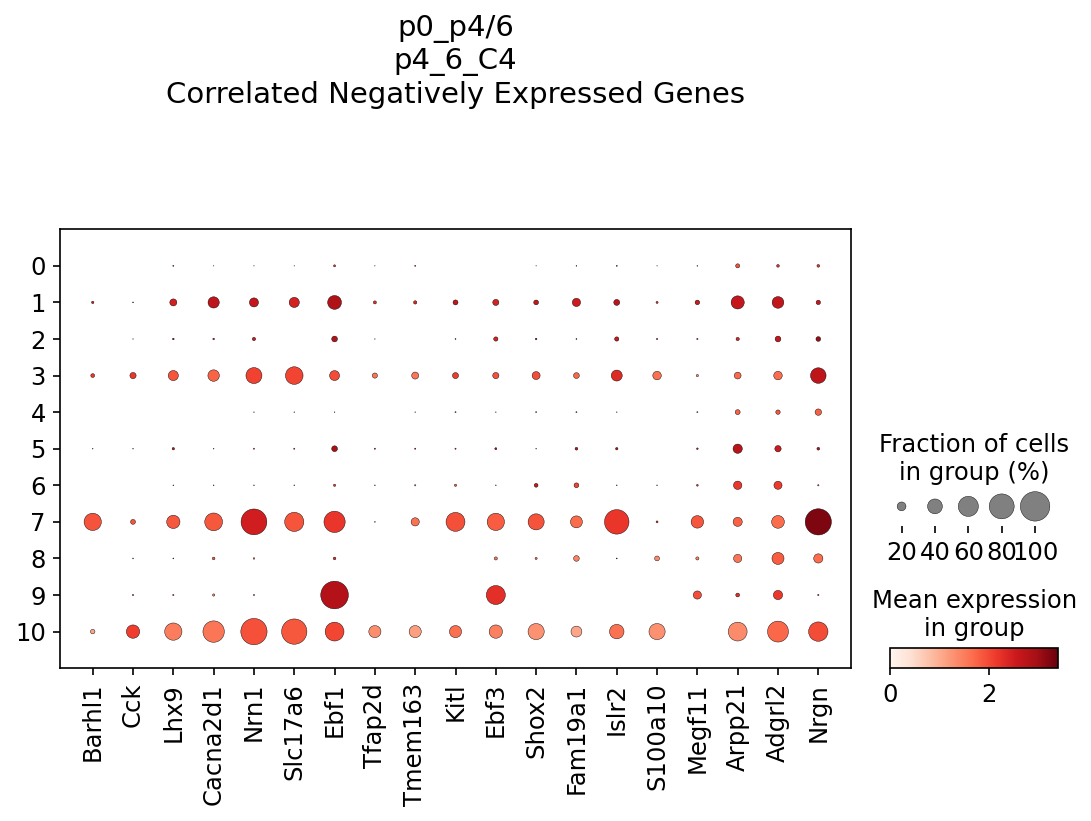 p0_p4/6
p4_6_C4
Correlated Negatively Expressed Genes
0
1
2
3
4
5
6
7
8
9
10
Barhl1
Cck
Lhx9
Cacna2d1
Nrn1
Slc17a6
Ebf1
Tfap2d
Tmem163
Kitl
Ebf3
Shox2
Fam19a1
Islr2
S100a10
Megf11
Arpp21
Adgrl2
Nrgn
Fraction of cells
in group (%)
20 40 60 80 100
Mean expression
in group
0 2